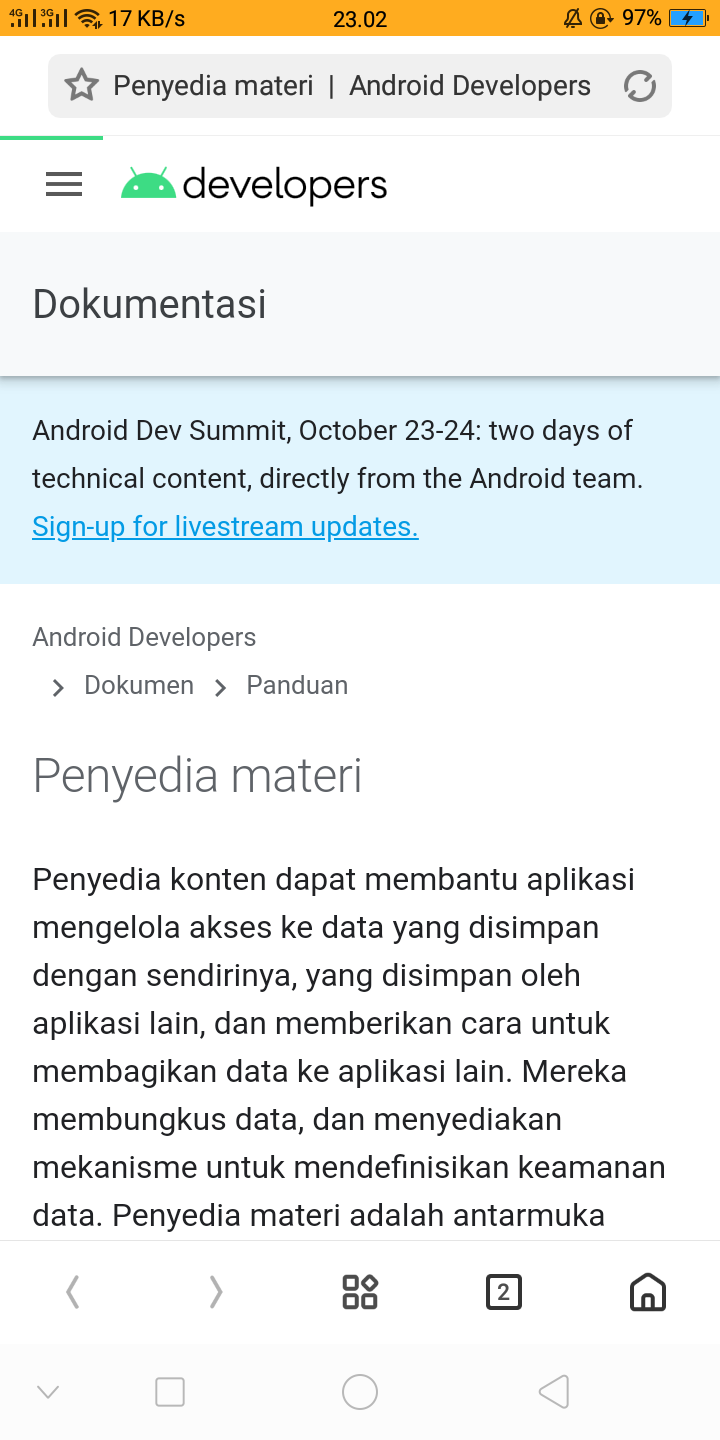 4G 3G 17 KB/s 23.02 97%
Penyedia materi | Android Developers
developers
Dokumentasi
Android Dev Summit, October 23-24: two days of
technical content, directly from the Android team.
Sign-up for livestream updates.
Android Developers
> Dokumen > Panduan
Penyedia materi
Penyedia konten dapat membantu aplikasi
mengelola akses ke data yang disimpan
dengan sendirinya, yang disimpan oleh
aplikasi lain, dan memberikan cara untuk
membagikan data ke aplikasi lain. Mereka
membungkus data, dan menyediakan
mekanisme untuk mendefinisikan keamanan
data. Penyedia materi adalah antarmuka
2